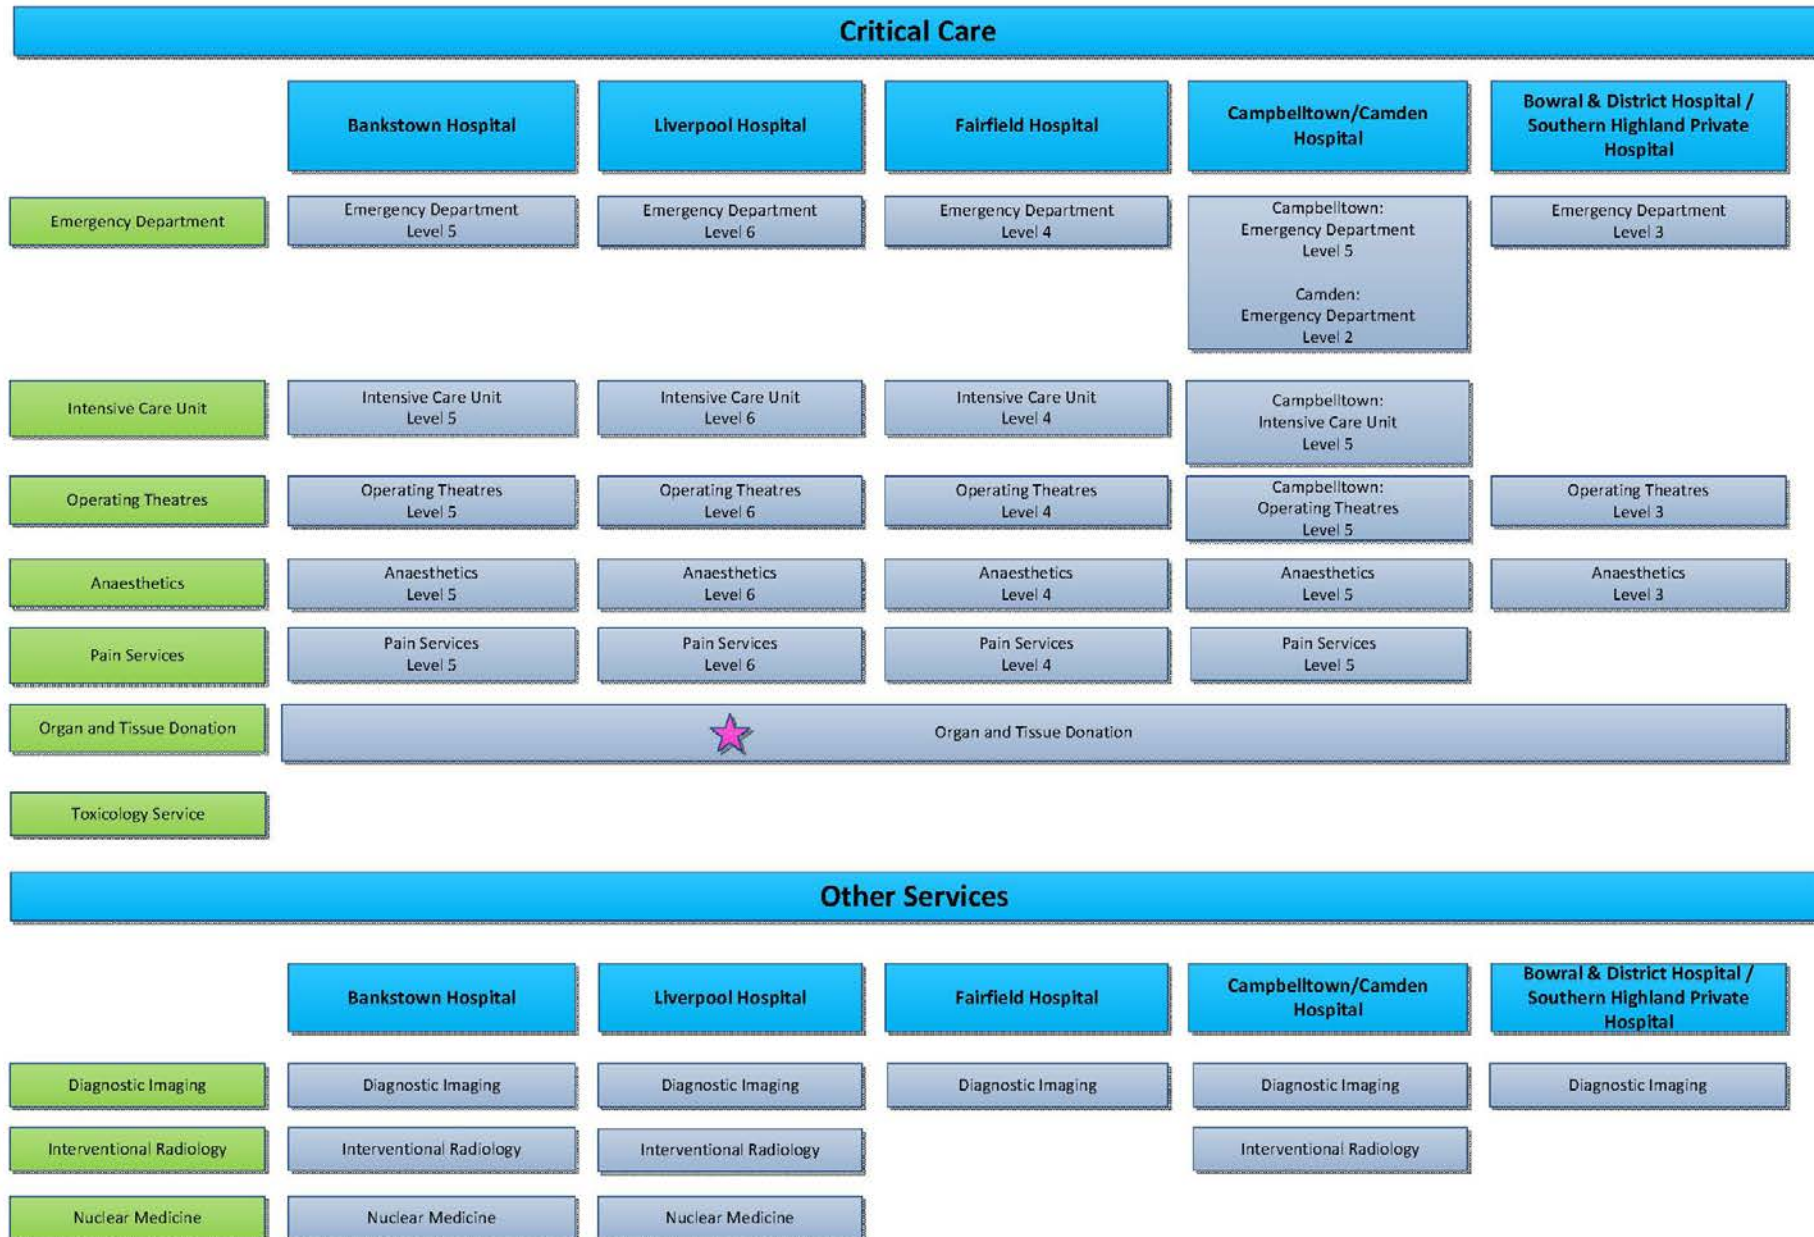 Critical Care
Bankstown Hospital
Liverpool Hospital
Fairfield Hospital
Campbelltown/Camden
Hospital
Bowral & District Hospital /
Southern Highland Private
Hospital
Emergency Department
Emergency Department
Level 5
Emergency Department
Level 6
Emergency Department
Level 4
Campbelltown:
Emergency Department
Level 5
Camden:
Emergency Department
Level 2
Emergency Department
Level 3
Intensive Care Unit
Intensive Care Unit
Level 5
Intensive Care Unit
Level 6
Intensive Care Unit
Level 4
Campbelltown:
Intensive Care Unit
Level 5
Operating Theatres
Operating Theatres
Level 5
Operating Theatres
Level 6
Operating Theatres
Level 4
Campbelltown:
Operating Theatres
Level 5
Operating Theatres
Level 3
Anaesthetics
Anaesthetics
Level 5
Anaesthetics
Level 6
Anaesthetics
Level 4
Anaesthetics
Level 5
Anaesthetics
Level 3
Pain Services
Pain Services
Level 5
Pain Services
Level 6
Pain Services
Level 4
Pain Services
Level 5
Organ and Tissue Donation
Organ and Tissue Donation
Toxicology Service
Other Services
Bankstown Hospital
Liverpool Hospital
Fairfield Hospital
Campbelltown/Camden
Hospital
Bowral & District Hospital /
Southern Highland Private
Hospital
Diagnostic Imaging
Diagnostic Imaging
Diagnostic Imaging
Diagnostic Imaging
Diagnostic Imaging
Diagnostic Imaging
Interventional Radiology
Interventional Radiology
Interventional Radiology
Interventional Radiology
Nuclear Medicine
Nuclear Medicine
Nuclear Medicine